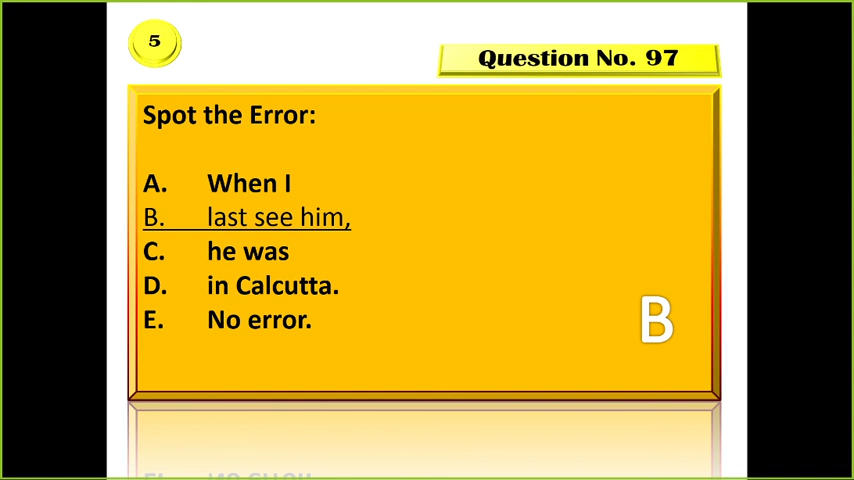 5
Question No. 97
Spot the Error:
A. When I
B. last see him,
C. he was
D. in Calcutta.
E. No error.
B